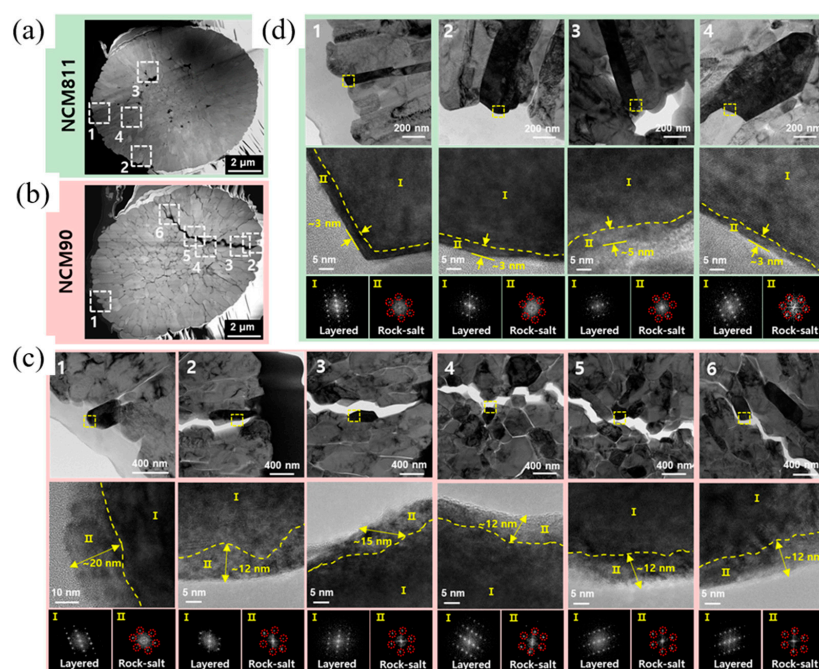 (a)
NCM811
1
2
3
4
2 μm
(b)
NCM90
1
2
3
4
5
6
2 μm
(d)
1
200 nm
2
200 nm
3
200 nm
4
200 nm
I
II
~3 nm
5 nm
I
II
~3 nm
5 nm
I
II
~5 nm
5 nm
I
II
~3 nm
5 nm
I
Layered
II
Rock-salt
I
Layered
II
Rock-salt
I
Layered
II
Rock-salt
I
Layered
II
Rock-salt
(c)
1
400 nm
2
400 nm
3
400 nm
4
400 nm
5
400 nm
6
400 nm
I
II
~20 nm
10 nm
I
II
~12 nm
5 nm
II
~15 nm
I
5 nm
~12 nm
II
I
5 nm
I
II
~12 nm
5 nm
I
II
~12 nm
5 nm
I
Layered
II
Rock-salt
I
Layered
II
Rock-salt
I
Layered
II
Rock-salt
I
Layered
II
Rock-salt
I
Layered
II
Rock-salt
I
Layered
II
Rock-salt